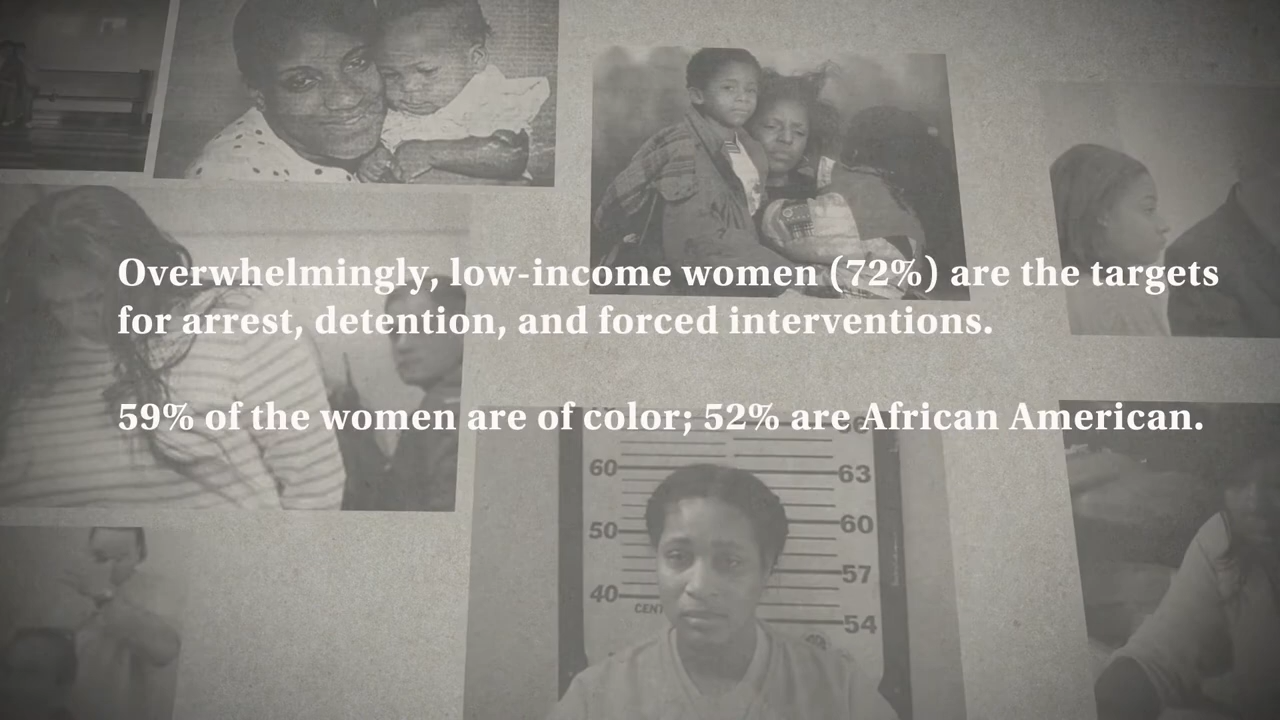 Overwhelmingly, low-income women (72%) are the targets
for arrest, detention, and forced interventions.
59% of the women are of color; 52% are African American.
60
63
50
60
57
40
CENT
54